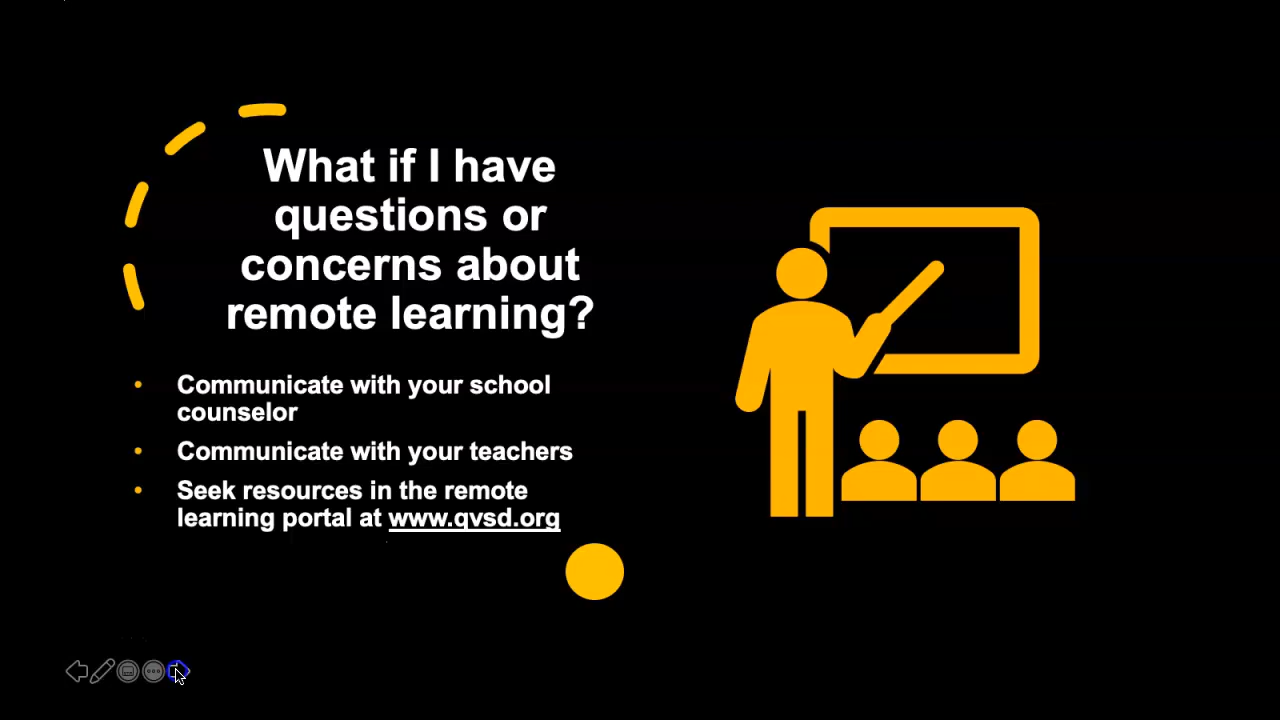 What if I have
questions or
concerns about
remote learning?
• Communicate with your school
counselor
• Communicate with your teachers
• Seek resources in the remote
learning portal at www.qvsd.org